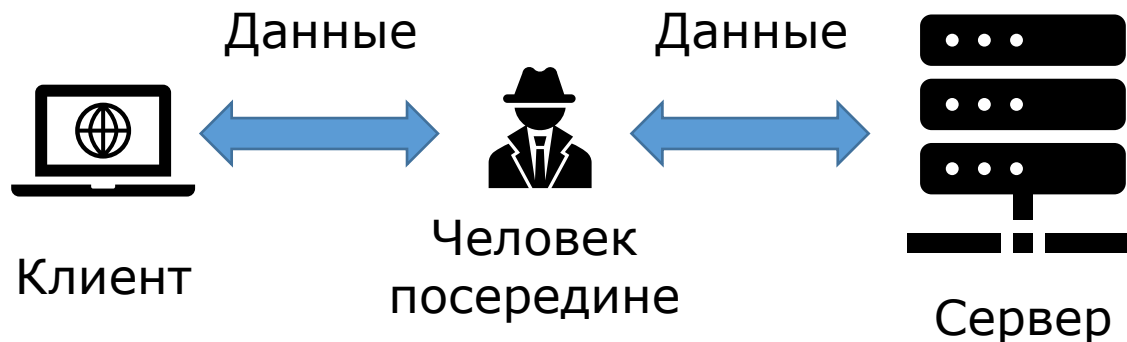 Данные
Данные
Клиент
Человек
посередине
Сервер